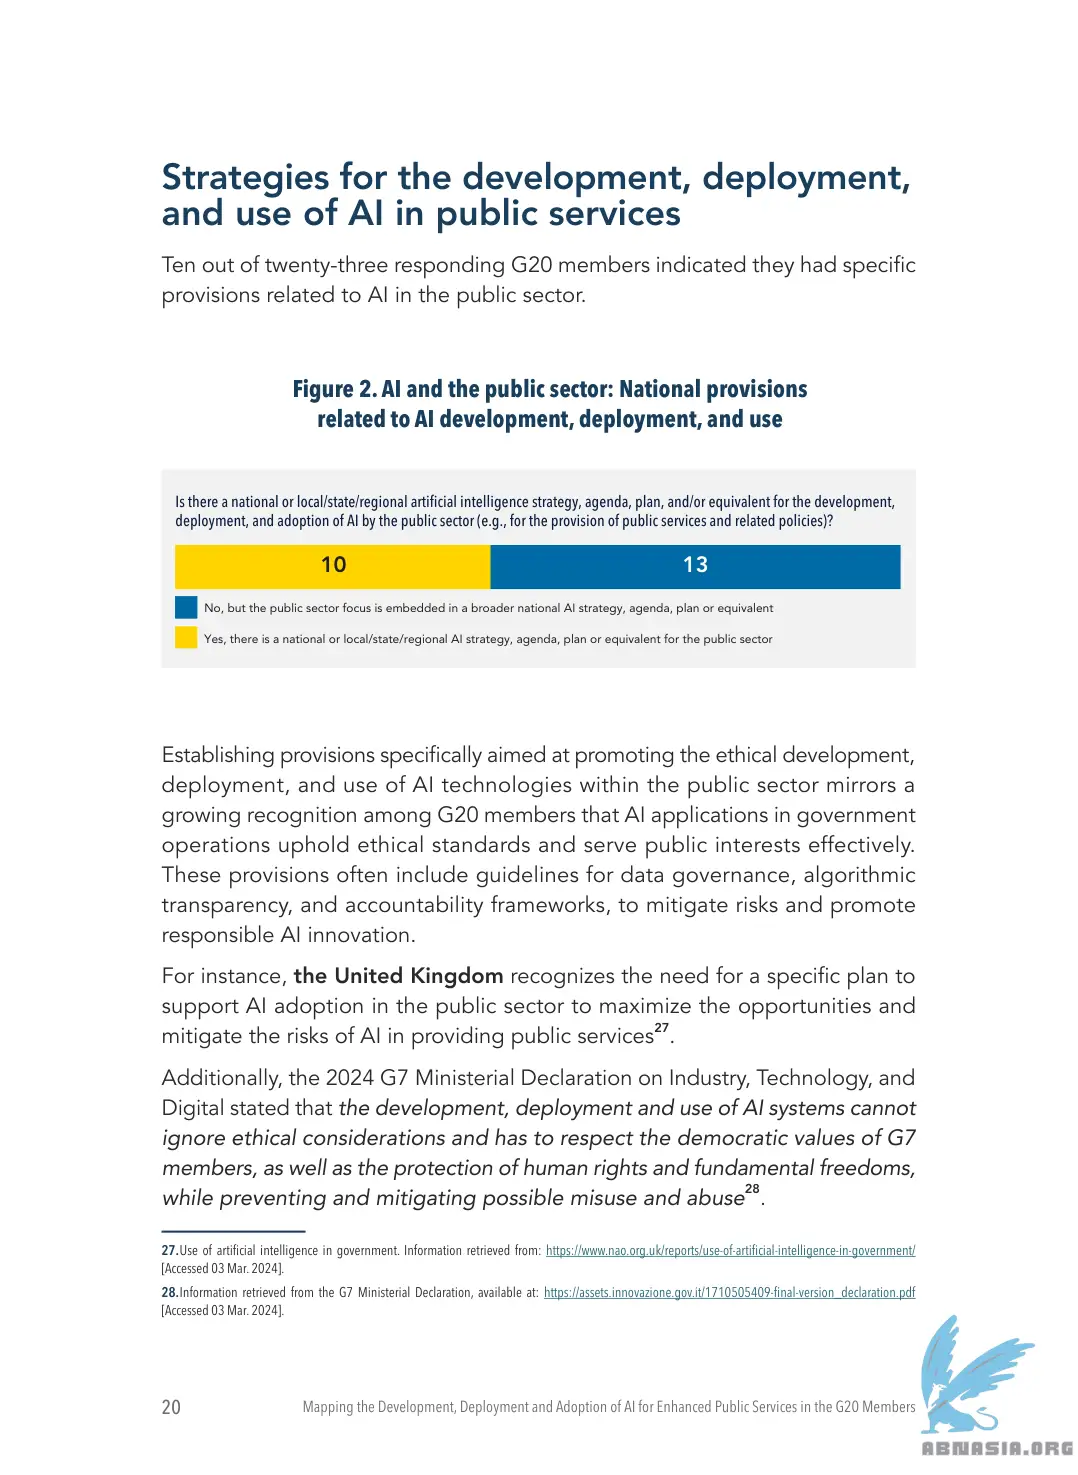 Strategies for the development, deployment,
and use of AI in public services
Ten out of twenty-three responding G20 members indicated they had specific
provisions related to AI in the public sector.
Figure 2. AI and the public sector: National provisions
related to AI development, deployment, and use
Is there a national or local/state/regional artificial intelligence strategy, agenda, plan, and/or equivalent for the development,
deployment, and adoption of AI by the public sector (e.g., for the provision of public services and related policies)?
10 13
No, but the public sector focus is embedded in a broader national AI strategy, agenda, plan or equivalent
Yes, there is a national or local/state/regional AI strategy, agenda, plan or equivalent for the public sector
Establishing provisions specifically aimed at promoting the ethical development,
deployment, and use of AI technologies within the public sector mirrors a
growing recognition among G20 members that AI applications in government
operations uphold ethical standards and serve public interests effectively.
These provisions often include guidelines for data governance, algorithmic
transparency, and accountability frameworks, to mitigate risks and promote
responsible AI innovation.
For instance, the United Kingdom recognizes the need for a specific plan to
support AI adoption in the public sector to maximize the opportunities and
mitigate the risks of AI in providing public services27.
Additionally, the 2024 G7 Ministerial Declaration on Industry, Technology, and
Digital stated that the development, deployment and use of AI systems cannot
ignore ethical considerations and has to respect the democratic values of G7
members, as well as the protection of human rights and fundamental freedoms,
while preventing and mitigating possible misuse and abuse28.
27.Use of artificial intelligence in government. Information retrieved from: https://www.nao.org.uk/reports/use-of-artificial-intelligence-in-government/
[Accessed 03 Mar. 2024].
28.Information retrieved from the G7 Ministerial Declaration, available at: https://assets.innovazione.gov.it/1710505409-final-version_declaration.pdf
[Accessed 03 Mar. 2024].
20 Mapping the Development, Deployment and Adoption of AI for Enhanced Public Services in the G20 Members
ABNASIA.ORG